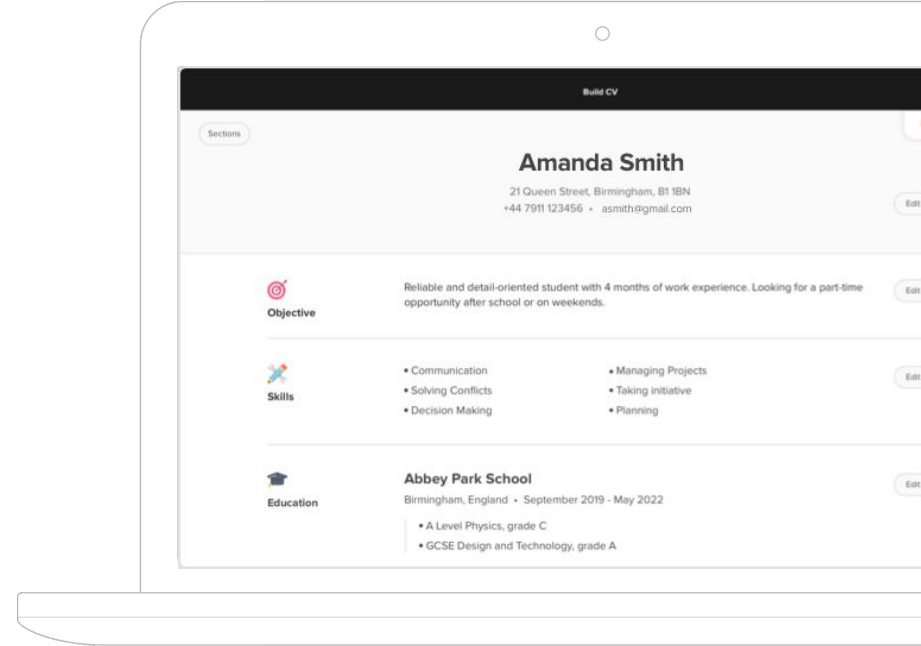 Build CV
Sections
Amanda Smith
21 Queen Street, Birmingham, B1 1BN
+44 7911 123456 • asmith@gmail.com
Edit
Objective
Reliable and detail-oriented student with 4 months of work experience. Looking for a part-time
opportunity after school or on weekends.
Edit
Skills
• Communication
• Solving Conflicts
• Decision Making
• Managing Projects
• Taking initiative
• Planning
Edit
Education
Abbey Park School
Birmingham, England • September 2019 - May 2022
• A Level Physics, grade C
• GCSE Design and Technology, grade A
Edit